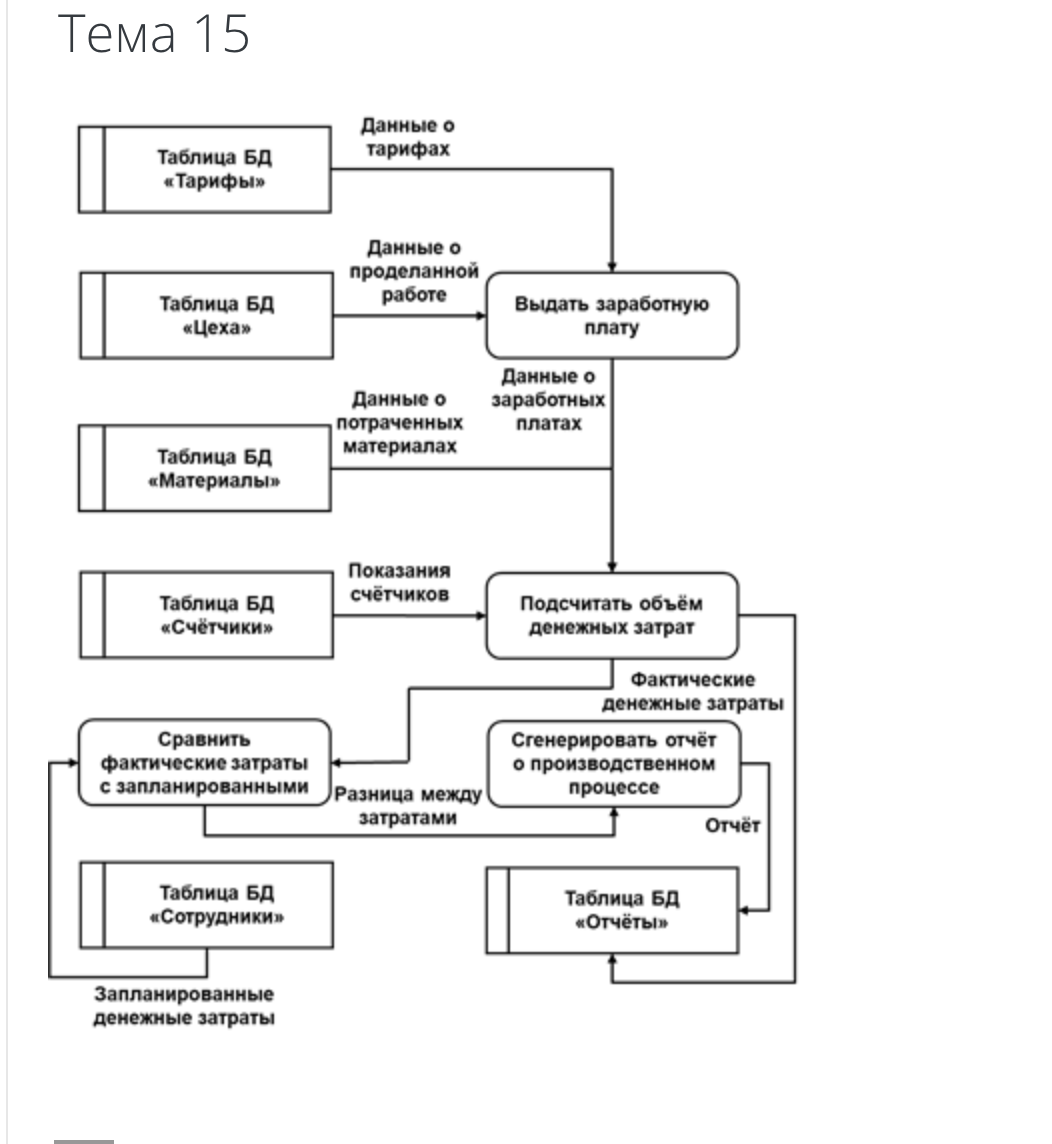 Тема 15
Данные о
тарифах
Таблица БД
«Тарифы»
Данные о
проделанной
работе
Таблица БД
«Цеха»
Выдать заработную
плату
Данные о
заработных
платах
Данные о
потраченных
материалах
Таблица БД
«Материалы»
Показания
счётчиков
Таблица БД
«Счётчики»
Подсчитать объём
денежных затрат
Фактические
денежные затраты
Сравнить
фактические затраты
с запланированными
Сгенерировать отчёт
о производственном
процессе
Разница между
затратами
Отчёт
Таблица БД
«Сотрудники»
Таблица БД
«Отчёты»
Запланированные
денежные затраты